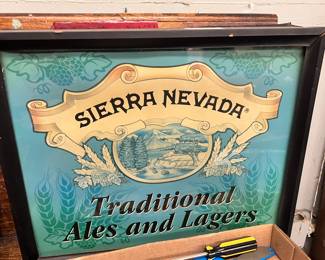 SIERRA NEVADA®
Traditional
Ales and Lagers